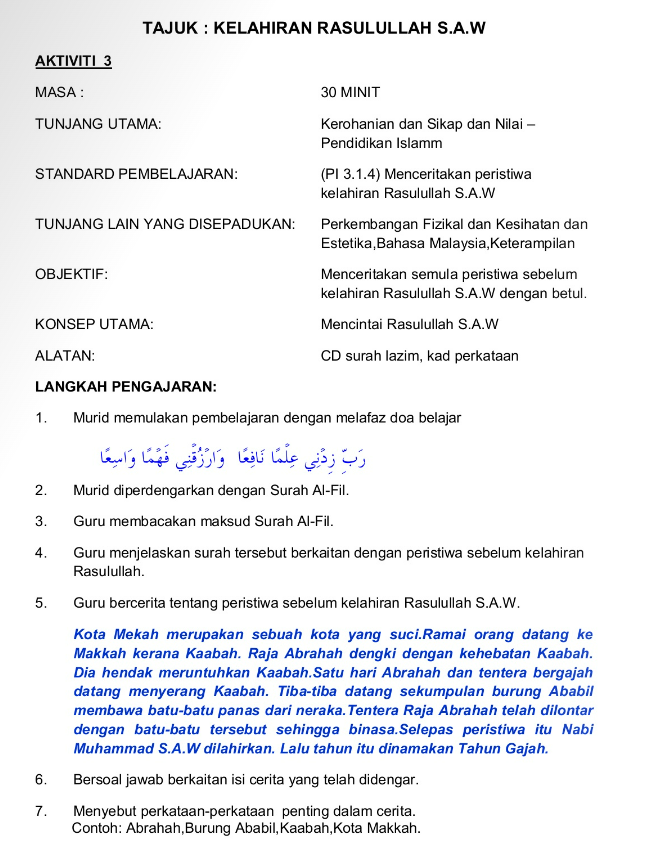 TAJUK : KELAHIRAN RASULULLAH S.A.W
AKTIVITI 3
MASA : 30 MINIT
TUNJANG UTAMA: Kerohanian dan Sikap dan Nilai –
Pendidikan Islamm
STANDARD PEMBELAJARAN: (PI 3.1.4) Menceritakan peristiwa
kelahiran Rasulullah S.A.W
TUNJANG LAIN YANG DISEPADUKAN: Perkembangan Fizikal dan Kesihatan dan
Estetika,Bahasa Malaysia,Keterampilan
OBJEKTIF: Menceritakan semula peristiwa sebelum
kelahiran Rasulullah S.A.W dengan betul.
KONSEP UTAMA: Mencintai Rasulullah S.A.W
ALATAN: CD surah lazim, kad perkataan
LANGKAH PENGAJARAN:
1. Murid memulakan pembelajaran dengan melafaz doa belajar
رَبِّ زِدْنِي عِلْمًا نَافِعًا وَارْزُقْنِي فَهْمًا وَاسِعًا
2. Murid diperdengarkan dengan Surah Al-Fil.
3. Guru membacakan maksud Surah Al-Fil.
4. Guru menjelaskan surah tersebut berkaitan dengan peristiwa sebelum kelahiran
Rasulullah.
5. Guru bercerita tentang peristiwa sebelum kelahiran Rasulullah S.A.W.
Kota Mekah merupakan sebuah kota yang suci.Ramai orang datang ke
Makkah kerana Kaabah. Raja Abrahah dengki dengan kehebatan Kaabah.
Dia hendak meruntuhkan Kaabah.Satu hari Abrahah dan tentera bergajah
datang menyerang Kaabah. Tiba-tiba datang sekumpulan burung Ababil
membawa batu-batu panas dari neraka.Tentera Raja Abrahah telah dilontar
dengan batu-batu tersebut sehingga binasa.Selepas peristiwa itu Nabi
Muhammad S.A.W dilahirkan. Lalu tahun itu dinamakan Tahun Gajah.
6. Bersoal jawab berkaitan isi cerita yang telah didengar.
7. Menyebut perkataan-perkataan penting dalam cerita.
Contoh: Abrahah,Burung Ababil,Kaabah,Kota Makkah.